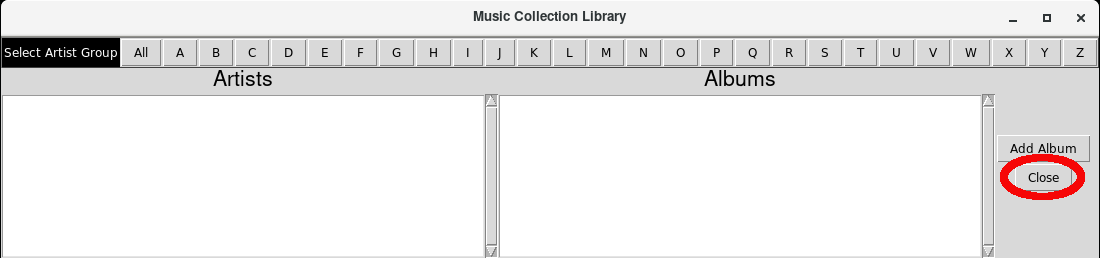 Music Collection Library
Select Artist Group All A B C D E F G H I J K L M N O P Q R S T U V W X Y Z
Artists Albums
Add Album
Close